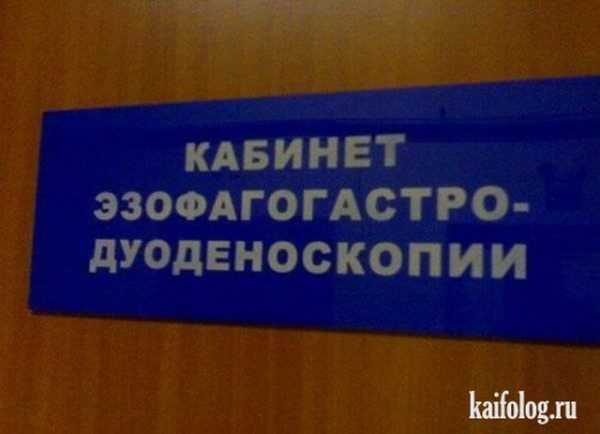 КАБИНЕТ
ЭЗОФАГОГАСТРО-
ДУОДЕНОСКОПИИ
kaifolog.ru